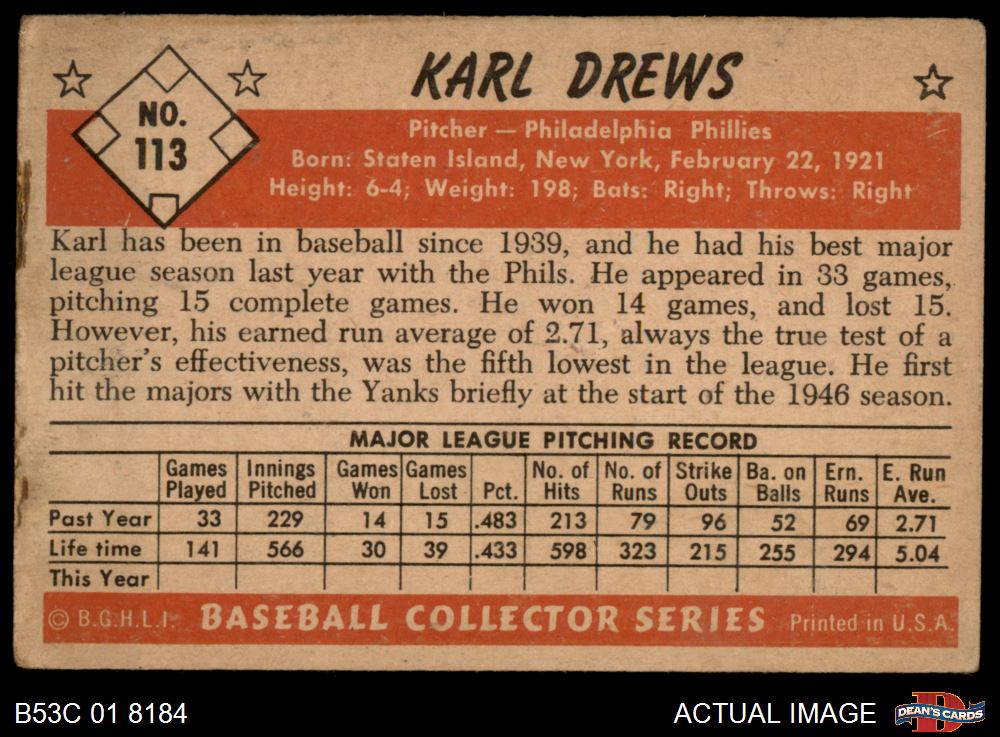 KARL DREWS
NO.
113
Pitcher — Philadelphia Phillies
Born: Staten Island, New York, February 22, 1921
Height: 6-4; Weight: 198; Bats: Right; Throws: Right
Karl has been in baseball since 1939, and he had his best major
league season last year with the Phils. He appeared in 33 games,
pitching 15 complete games. He won 14 games, and lost 15.
However, his earned run average of 2.71, always the true test of a
pitcher's effectiveness, was the fifth lowest in the league. He first
hit the majors with the Yanks briefly at the start of the 1946 season.
MAJOR LEAGUE PITCHING RECORD
Games Played Innings Pitched Games Won Games Lost Pct. No. of Hits No. of Runs Strike Outs Ba. on Balls Ern. Runs E. Run Ave.
Past Year 33 229 14 15 .483 213 79 96 52 69 2.71
Life time 141 566 30 39 .433 598 323 215 255 294 5.04
This Year
© B.G.H.L.I. BASEBALL COLLECTOR SERIES Printed in U.S.A.
B53C 01 8184 ACTUAL IMAGE DEAN'S CARDS